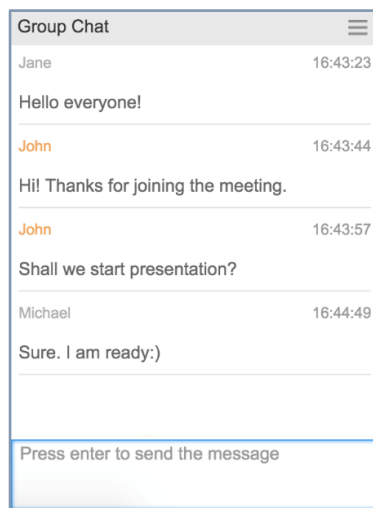 Group Chat
Jane 16:43:23
Hello everyone!
John 16:43:44
Hi! Thanks for joining the meeting.
John 16:43:57
Shall we start presentation?
Michael 16:44:49
Sure. I am ready:)
Press enter to send the message